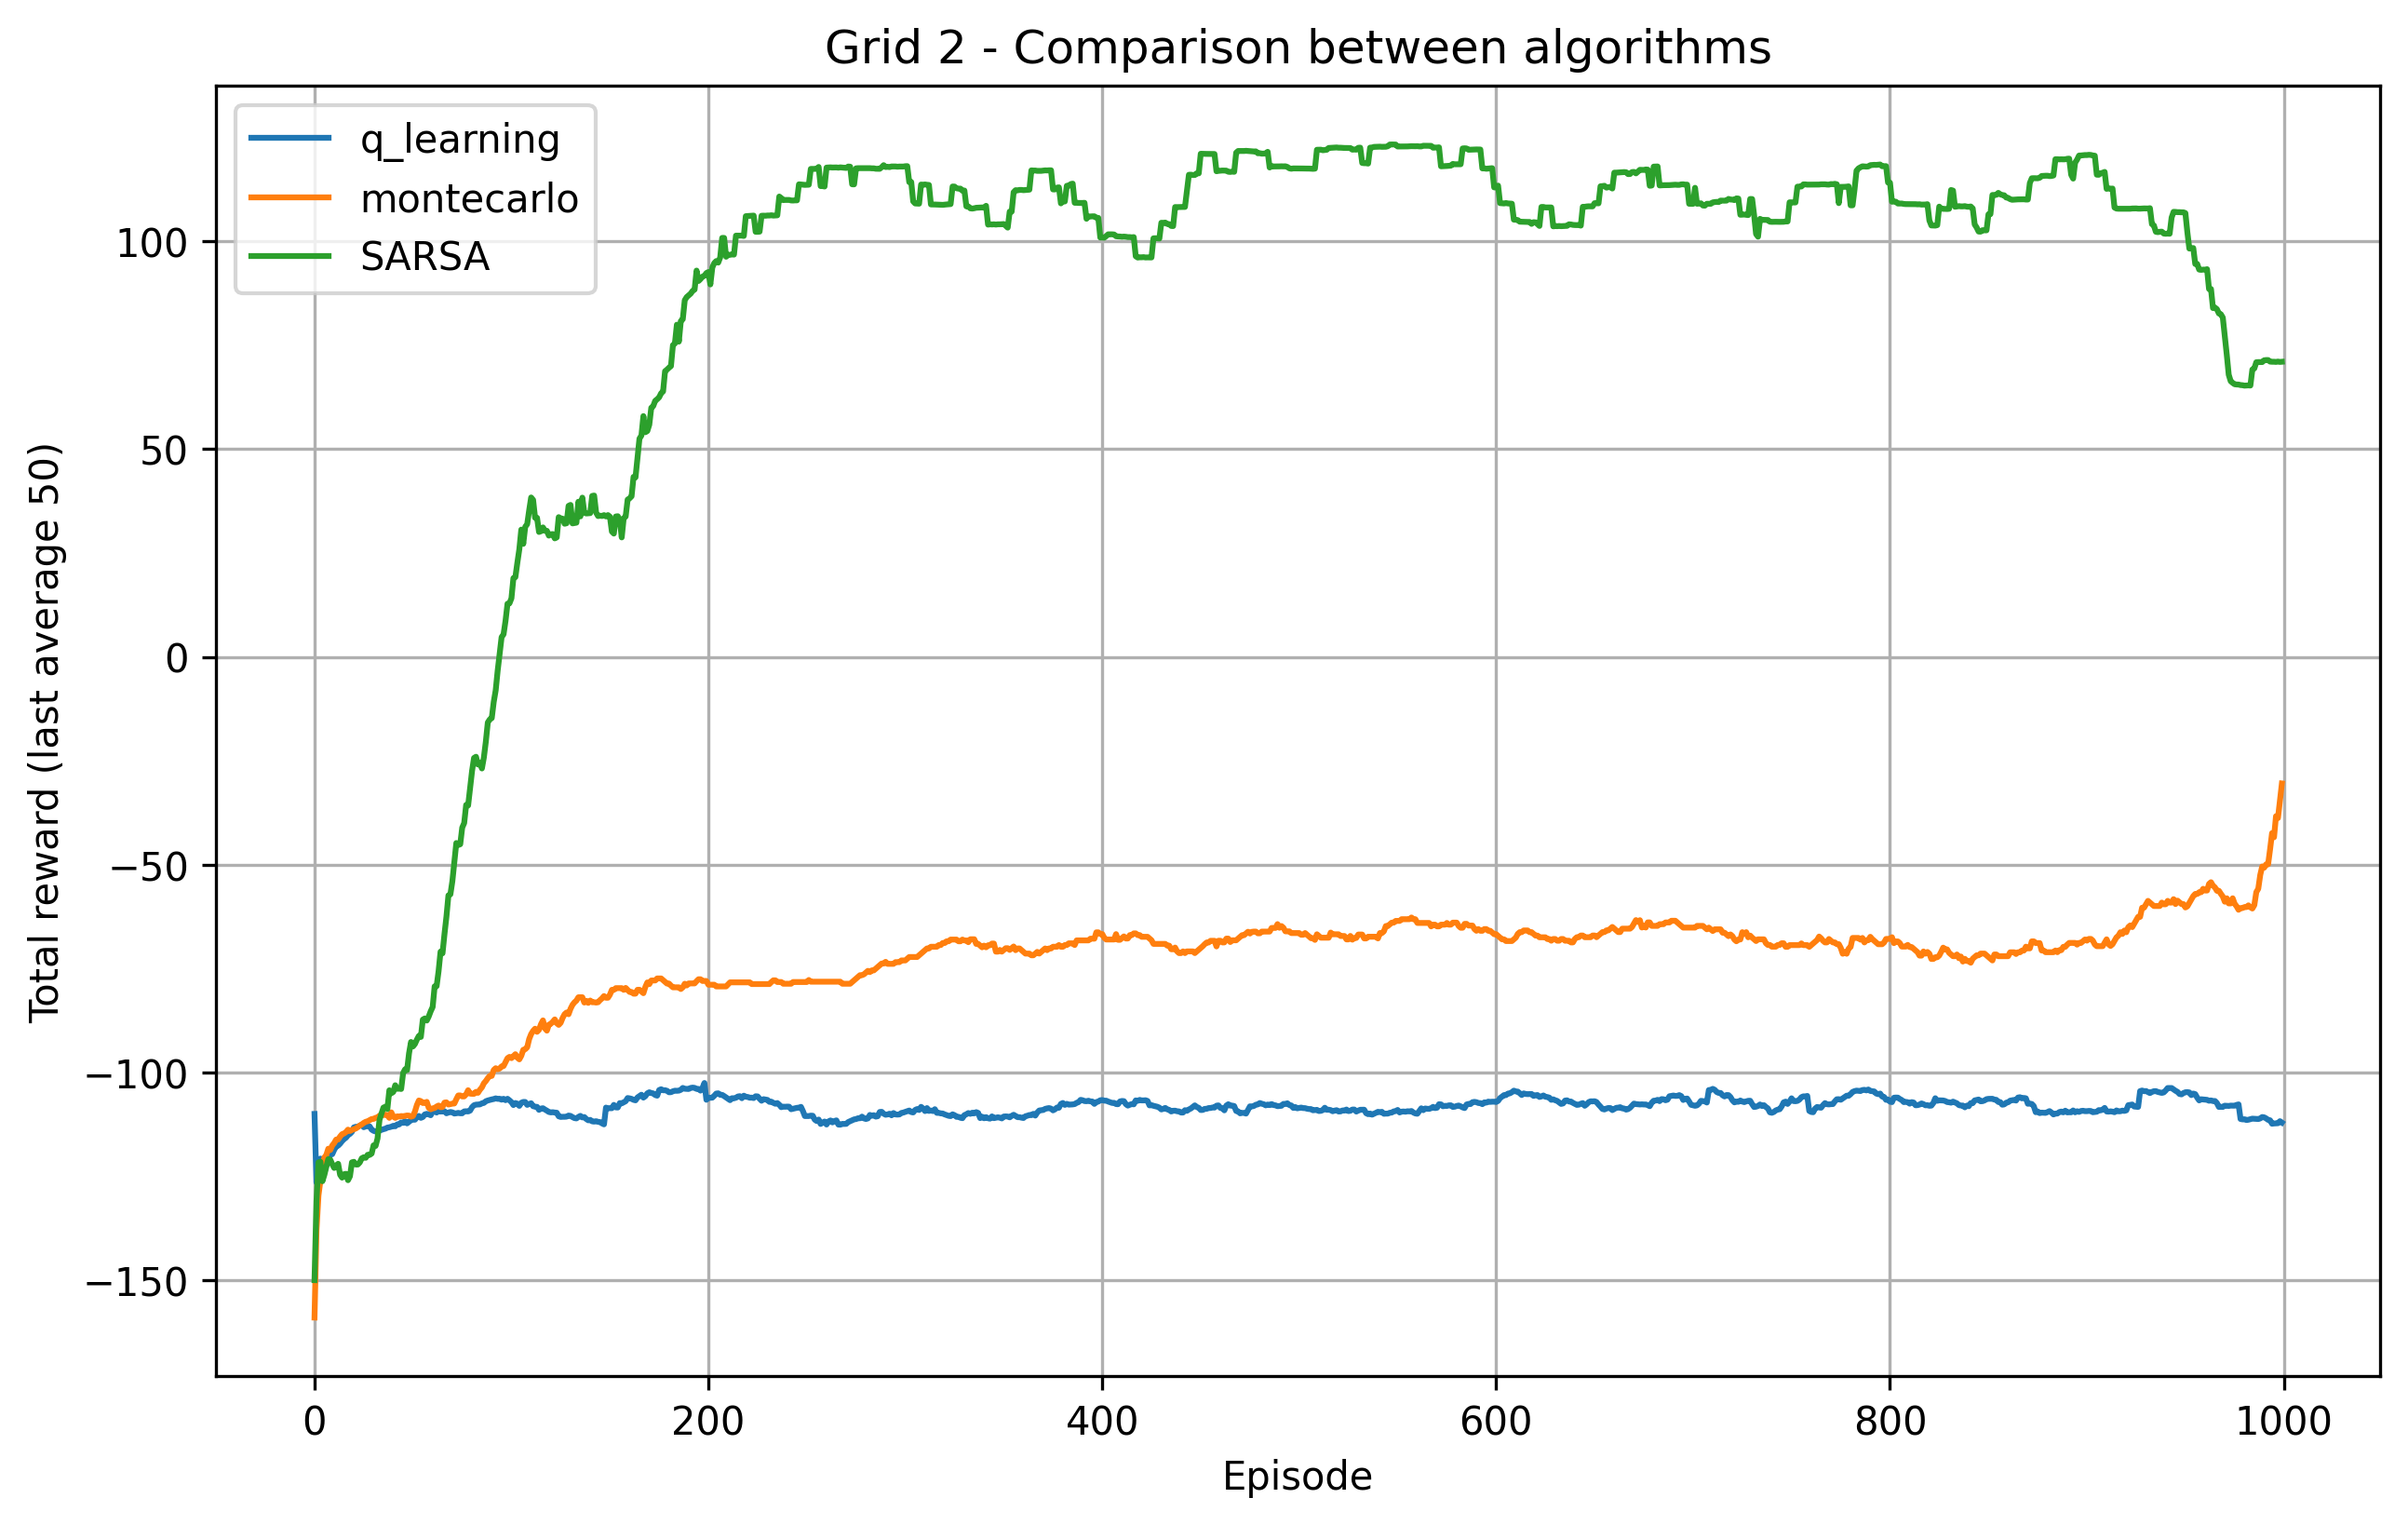 Grid 2 - Comparison between algorithms
q_learning
montecarlo
SARSA
Total reward (last average 50)
100
50
0
−50
−100
−150
0 200 400 600 800 1000
Episode